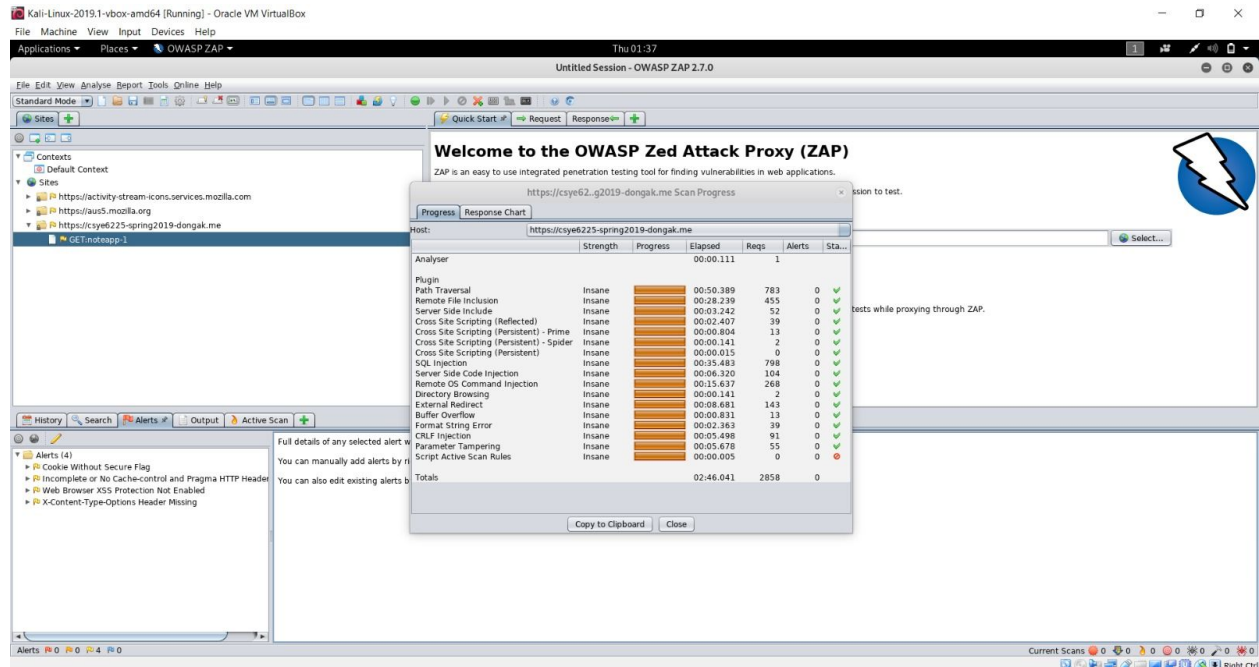 Kali-Linux-2019.1-vbox-amd64 [Running] - Oracle VM VirtualBox
File Machine View Input Devices Help
Applications Places OWASP ZAP Thu 01:37 1
Untitled Session - OWASP ZAP 2.7.0
File Edit View Analyse Report Tools Online Help
Standard Mode
Sites
Quick Start Request Response
Contexts
Default Context
Sites
https://activity-stream-icons.services.mozilla.com
https://aus5.mozilla.org
https://csye6225-spring2019-dongak.me
GET:noteapp-1
Welcome to the OWASP Zed Attack Proxy (ZAP)
ZAP is an easy to use integrated penetration testing tool for finding vulnerabilities in web applications.
ssion to test.
Select...
tests while proxying through ZAP.
https://csye62..g2019-dongak.me Scan Progress
Progress Response Chart
Host: https://csye6225-spring2019-dongak.me
Strength Progress Elapsed Reqs Alerts Sta...
Analyser 00:00.111 1
Plugin
Path Traversal Insane 00:50.389 783 0
Remote File Inclusion Insane 00:28.239 455 0
Server Side Include Insane 00:03.242 52 0
Cross Site Scripting (Reflected) Insane 00:02.407 39 0
Cross Site Scripting (Persistent) - Prime Insane 00:00.804 13 0
Cross Site Scripting (Persistent) - Spider Insane 00:00.141 2 0
Cross Site Scripting (Persistent) Insane 00:00.015 0 0
SQL Injection Insane 00:35.483 798 0
Server Side Code Injection Insane 00:06.320 104 0
Remote OS Command Injection Insane 00:15.637 268 0
Directory Browsing Insane 00:00.141 2 0
External Redirect Insane 00:08.681 143 0
Buffer Overflow Insane 00:00.831 13 0
Format String Error Insane 00:02.363 39 0
CRLF Injection Insane 00:05.498 91 0
Parameter Tampering Insane 00:05.678 55 0
Script Active Scan Rules Insane 00:00.005 0 0
Totals 02:46.041 2858 0
Copy to Clipboard Close
History Search Alerts Output Active Scan
Alerts (4)
Cookie Without Secure Flag
Incomplete or No Cache-control and Pragma HTTP Header
Web Browser XSS Protection Not Enabled
X-Content-Type-Options Header Missing
Full details of any selected alert w
You can manually add alerts by ri
You can also edit existing alerts b
Alerts 0 0 4 0
Current Scans 0 0 0 0 0 0 0
Right Ctrl